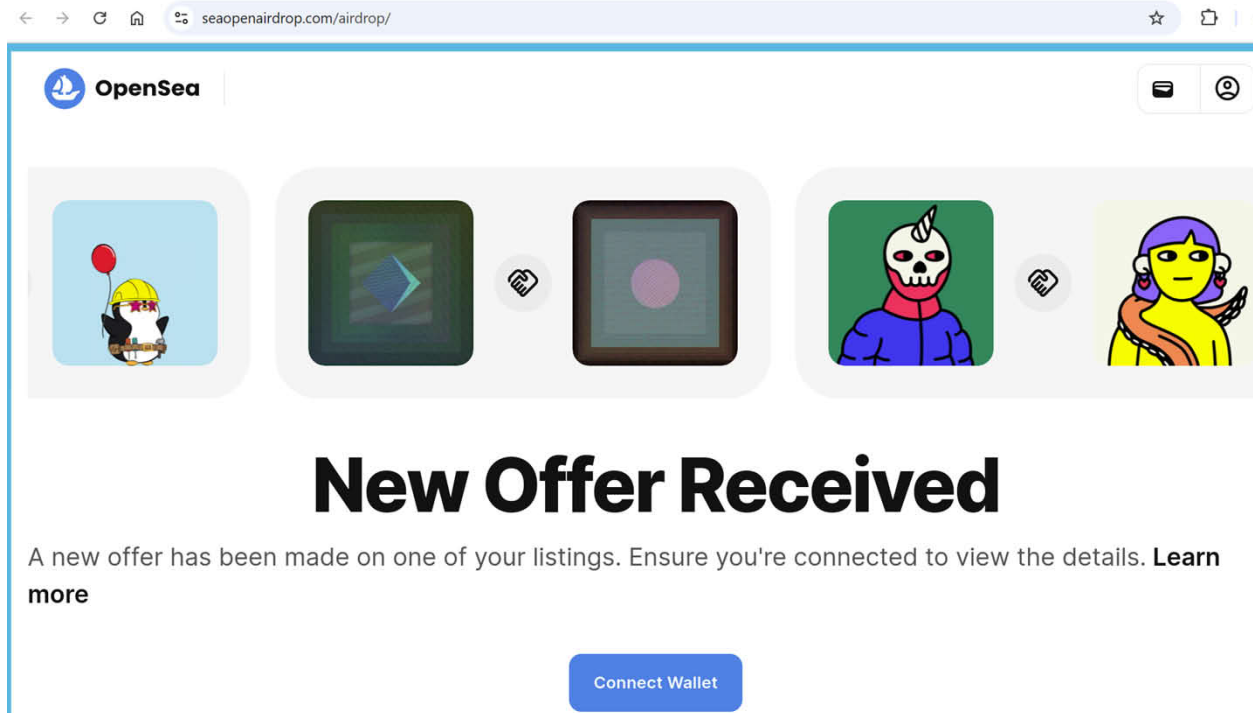 seaopenairdrop.com/airdrop/
OpenSea
New Offer Received
A new offer has been made on one of your listings. Ensure you're connected to view the details. Learn
more
Connect Wallet